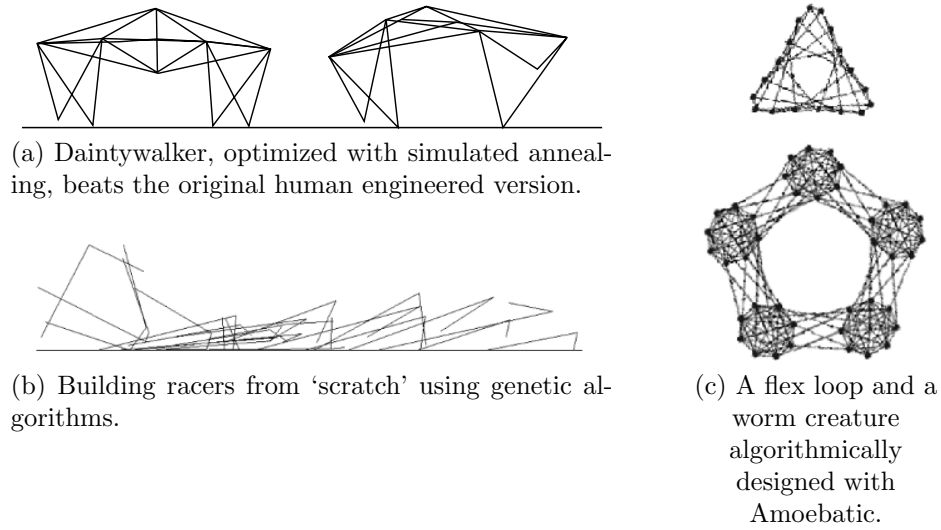 (a) Daintywalker, optimized with simulated anneal-
ing, beats the original human engineered version.
(b) Building racers from ‘scratch’ using genetic al-
gorithms.
(c) A flex loop and a
worm creature
algorithmically
designed with
Amoebatic.